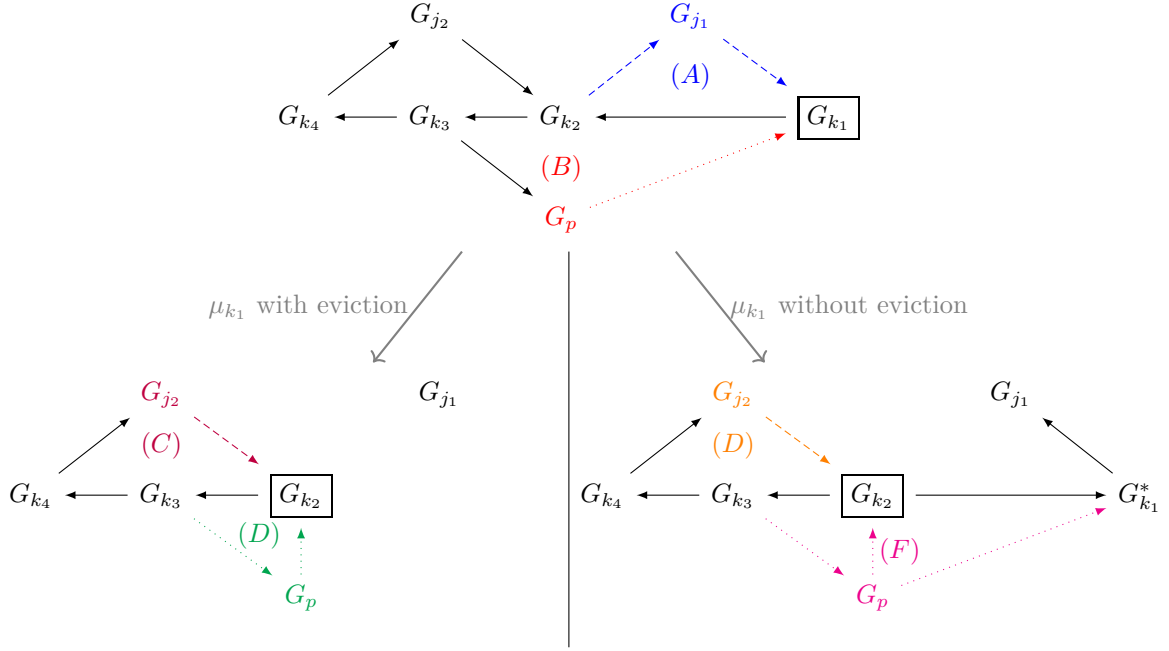 G_{j_2} G_{j_1}
(A)
G_{k_4} G_{k_3} G_{k_2} G_{k_1}
(B)
G_p
μ_{k_1} with eviction μ_{k_1} without eviction
G_{j_2} G_{j_1} G_{j_2} G_{j_1}
(C) (D)
G_{k_4} G_{k_3} G_{k_2} G_{k_4} G_{k_3} G_{k_2} G^*_{k_1}
(D) (F)
G_p G_p